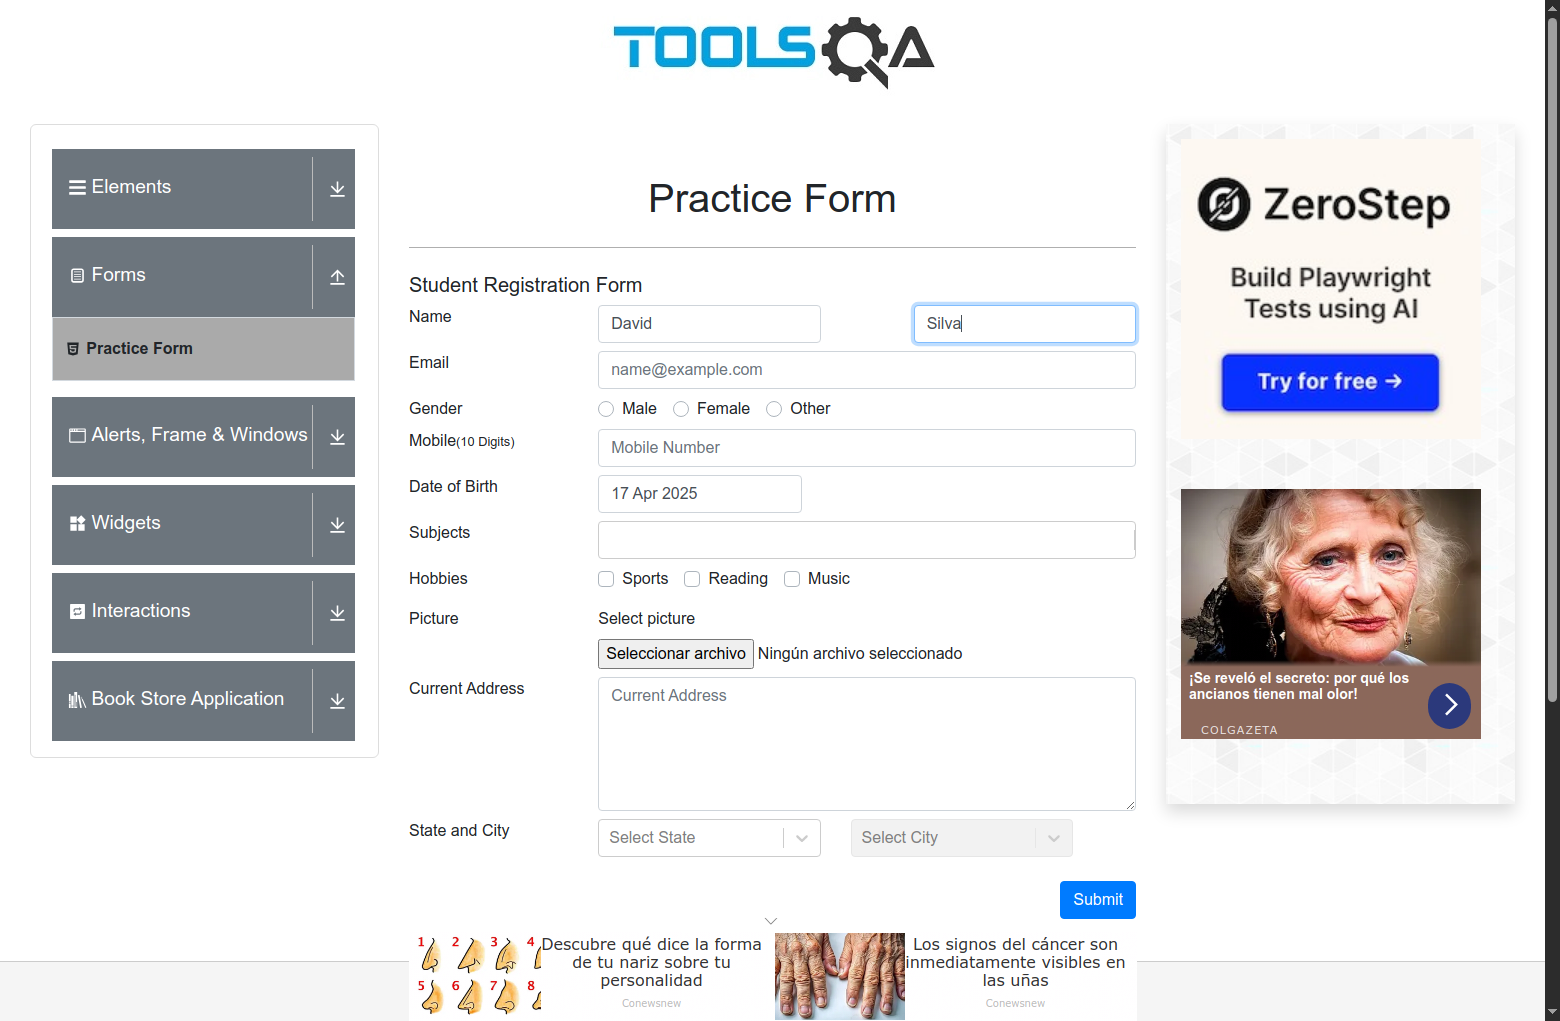 TOOLSQA
Elements
Forms
Practice Form
Alerts, Frame & Windows
Widgets
Interactions
Book Store Application
Practice Form
Student Registration Form
Name
David
Silva
Email
name@example.com
Gender
Male
Female
Other
Mobile(10 Digits)
Mobile Number
Date of Birth
17 Apr 2025
Subjects
Hobbies
Sports
Reading
Music
Picture
Select picture
Seleccionar archivo Ningún archivo seleccionado
Current Address
Current Address
State and City
Select State
Select City
Submit
ZeroStep
Build Playwright
Tests using AI
Try for free →
¡Se reveló el secreto: por qué los
ancianos tienen mal olor!
COLGAZETA
1 2 3 4
5 6 7 8
Descubre qué dice la forma
de tu nariz sobre tu
personalidad
Conewsnew
Los signos del cáncer son
inmediatamente visibles en
las uñas
Conewsnew